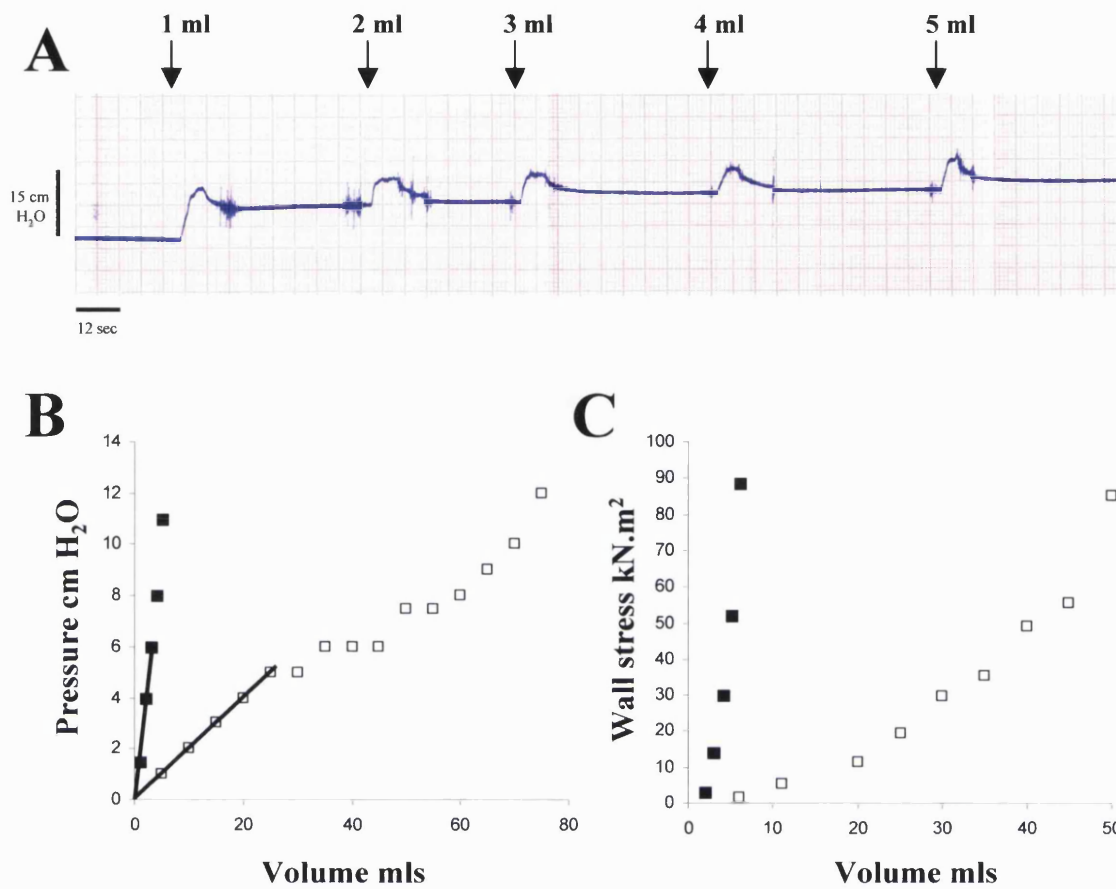 1 ml 2 ml 3 ml 4 ml 5 ml
A
15 cm
H₂O
12 sec
B
14
12
10
8
6
4
2
0
0 20 40 60 80
Pressure cm H₂O
Volume mls
C
100
90
80
70
60
50
40
30
20
10
0
0 10 20 30 40 50
Wall stress kN.m²
Volume mls